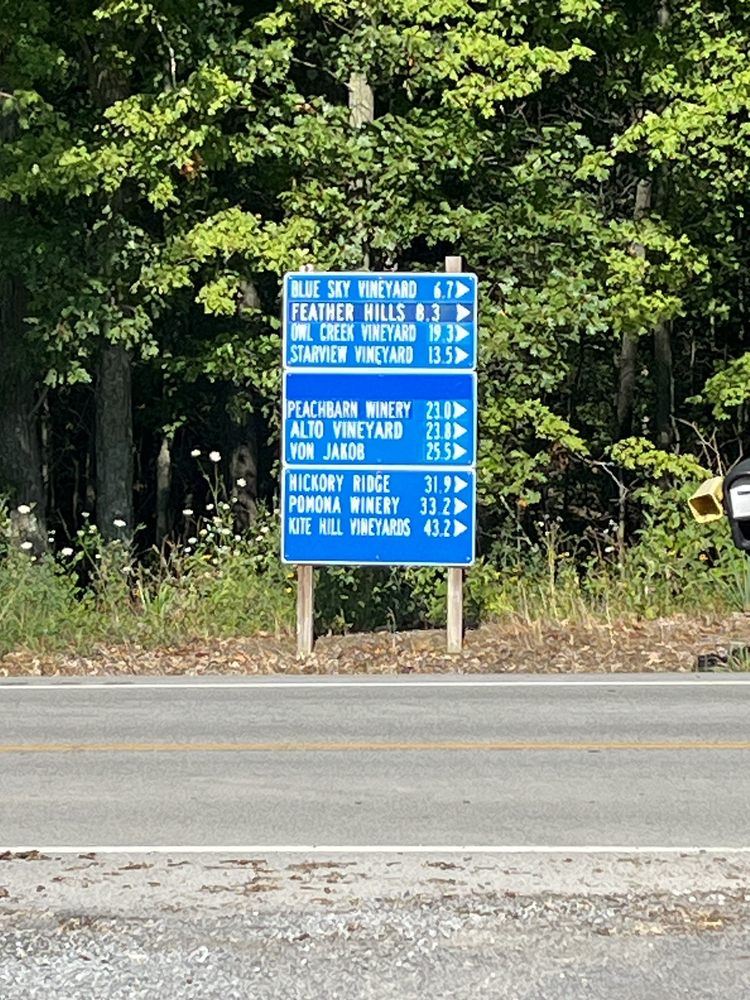 BLUE SKY VINEYARD 6.7
FEATHER HILLS 8.3
OWL CREEK VINEYARD 19.3
STARVIEW VINEYARD 13.5
PEACHBARN WINERY 23.0
ALTO VINEYARD 23.8
VON JAKOB 25.5
HICKORY RIDGE 31.9
POMONA WINERY 33.2
KITE HILL VINEYARDS 43.2